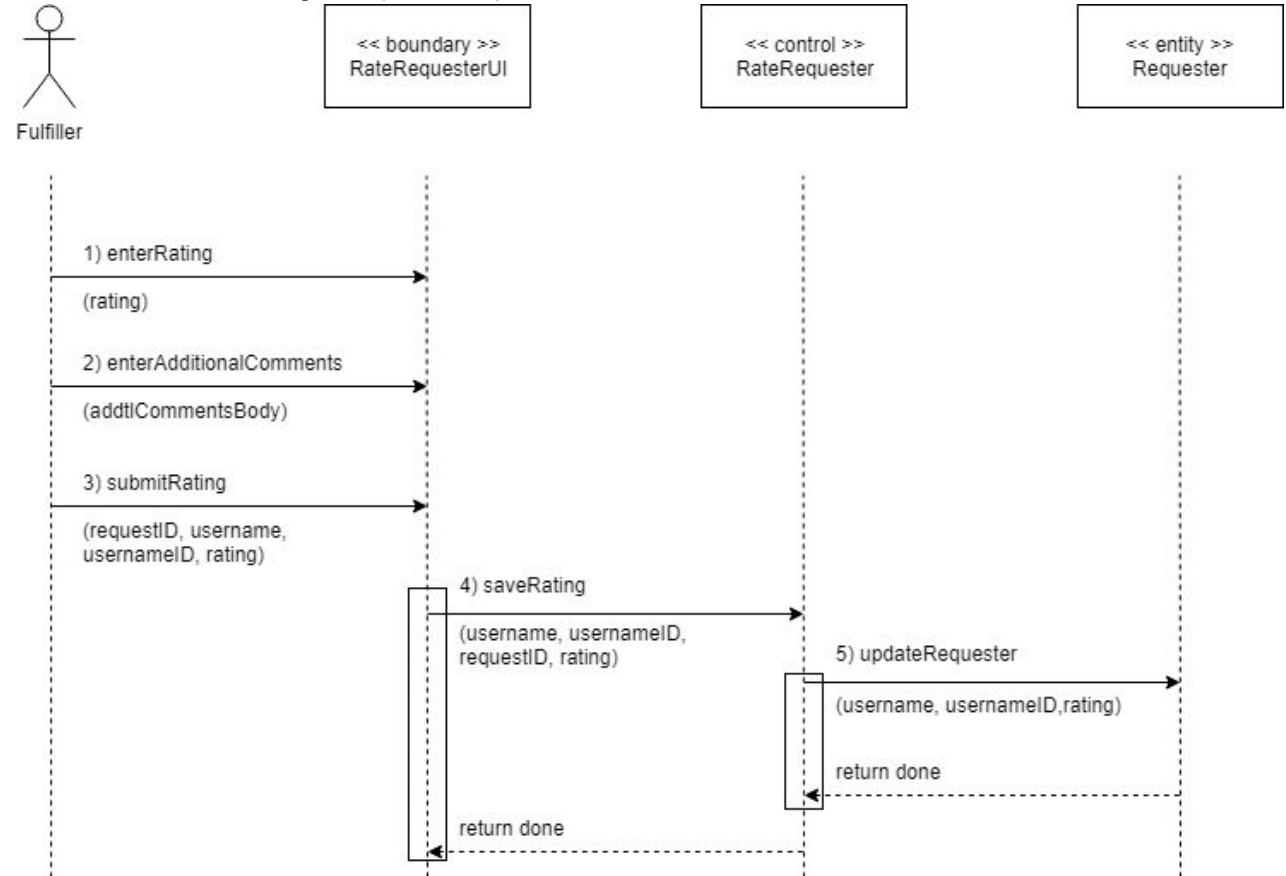 << boundary >>
RateRequesterUI
<< control >>
RateRequester
<< entity >>
Requester
Fulfiller
1) enterRating
(rating)
2) enterAdditionalComments
(addtlCommentsBody)
3) submitRating
(requestID, username,
usernameID, rating)
4) saveRating
(username, usernameID,
requestID, rating)
5) updateRequester
(username, usernameID,rating)
return done
return done